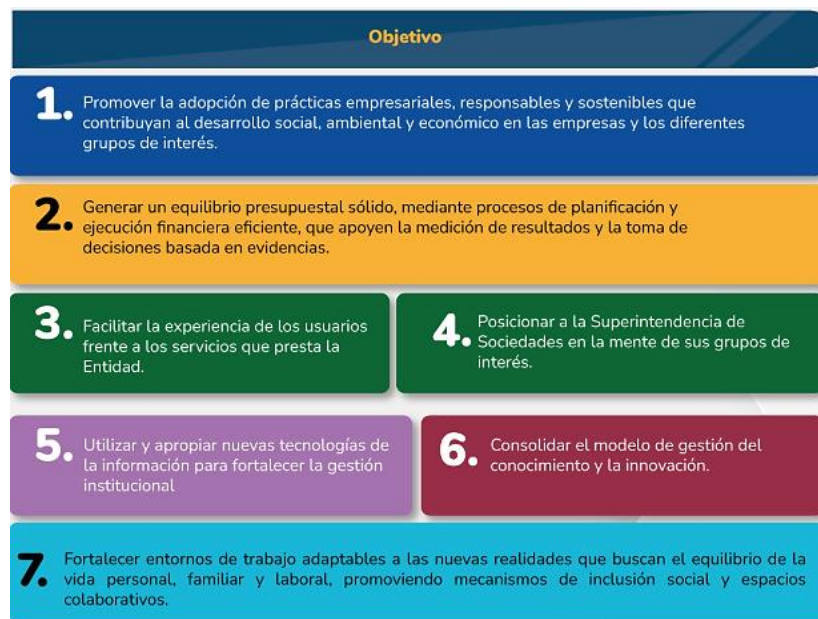 Objetivo
1. Promover la adopción de prácticas empresariales, responsables y sostenibles que
contribuyan al desarrollo social, ambiental y económico en las empresas y los diferentes
grupos de interés.
2. Generar un equilibrio presupuestal sólido, mediante procesos de planificación y
ejecución financiera eficiente, que apoyen la medición de resultados y la toma de
decisiones basada en evidencias.
3. Facilitar la experiencia de los usuarios
frente a los servicios que presta la
Entidad.
4. Posicionar a la Superintendencia de
Sociedades en la mente de sus grupos de
interés.
5. Utilizar y apropiar nuevas tecnologías de
la información para fortalecer la gestión
institucional
6. Consolidar el modelo de gestión del
conocimiento y la innovación.
7. Fortalecer entornos de trabajo adaptables a las nuevas realidades que buscan el equilibrio de la
vida personal, familiar y laboral, promoviendo mecanismos de inclusión social y espacios
colaborativos.